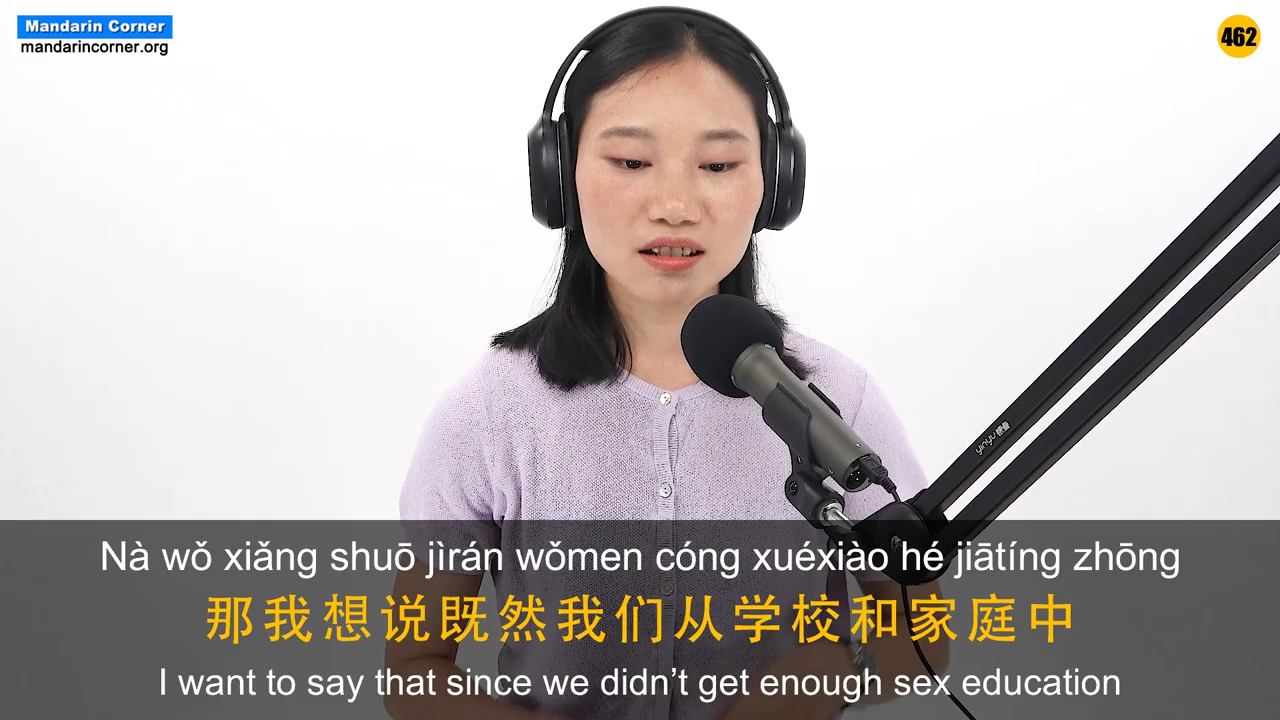 Mandarin Corner
mandarincorner.org
462
yinyu
Nà wǒ xiǎng shuō jìrán wǒmen cóng xuéxiào hé jiātíng zhōng
那我想说既然我们从学校和家庭中
I want to say that since we didn't get enough sex education